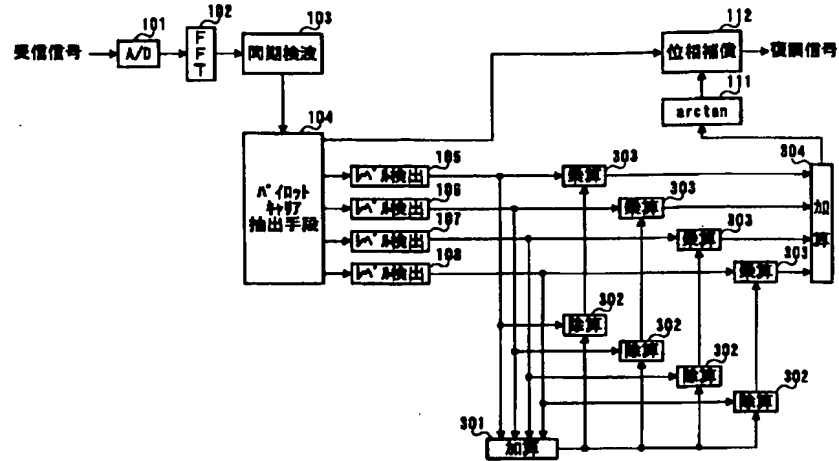 受信信号
101
A/D
102
F
F
T
103
同期検波
112
位相補償
復調信号
111
arctan
104
パイロット
キャリア
抽出手段
105
レベル検出
106
レベル検出
107
レベル検出
108
レベル検出
303
乗算
303
乗算
303
乗算
303
乗算
304
加
算
302
除算
302
除算
302
除算
302
除算
301
加算